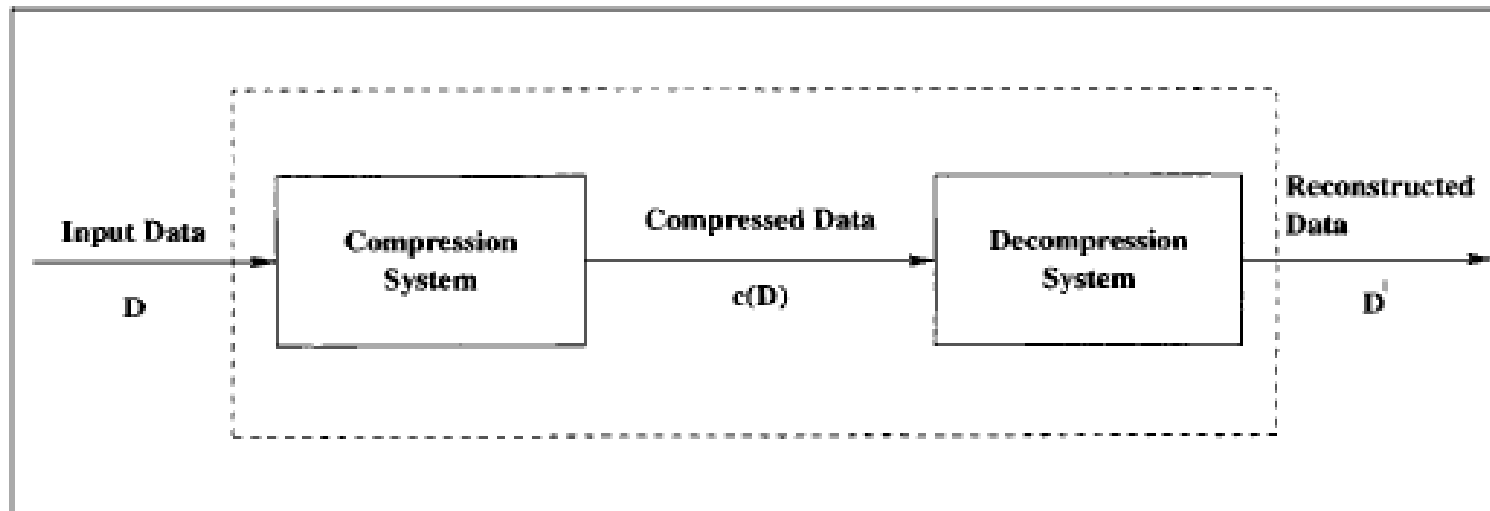 Input Data
D
Compression
System
Compressed Data
c(D)
Decompression
System
Reconstructed
Data
D'